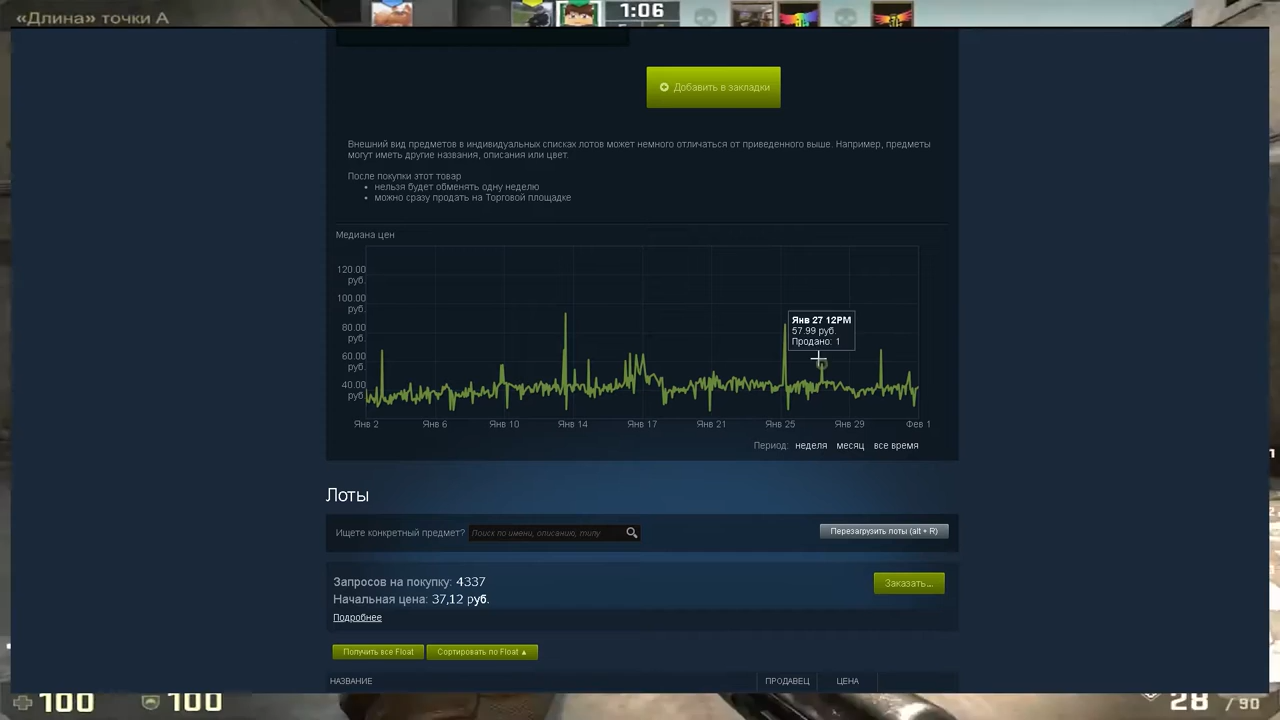 «Длина» точки А
1:06
Добавить в закладки
Внешний вид предметов в индивидуальных списках лотов может немного отличаться от приведенного выше. Например, предметы
могут иметь другие названия, описания или цвет.
После покупки этот товар
нельзя будет обменять одну неделю
можно сразу продать на Торговой площадке
Медиана цен
120.00
руб.
100.00
руб.
80.00
руб.
60.00
руб.
40.00
руб
Янв 27 12PM
57.99 руб.
Продано: 1
Янв 2 Янв 6 Янв 10 Янв 14 Янв 17 Янв 21 Янв 25 Янв 29 Фев 1
Период: неделя месяц все время
Лоты
Ищете конкретный предмет? Поиск по имени, описанию, типу Перезагрузить лоты (alt + R)
Запросов на покупку: 4337
Заказать...
Начальная цена: 37,12 руб.
Подробнее
Получить все Float Сортировать по Float ▲
НАЗВАНИЕ ПРОДАВЕЦ ЦЕНА
100 100 28 / 90